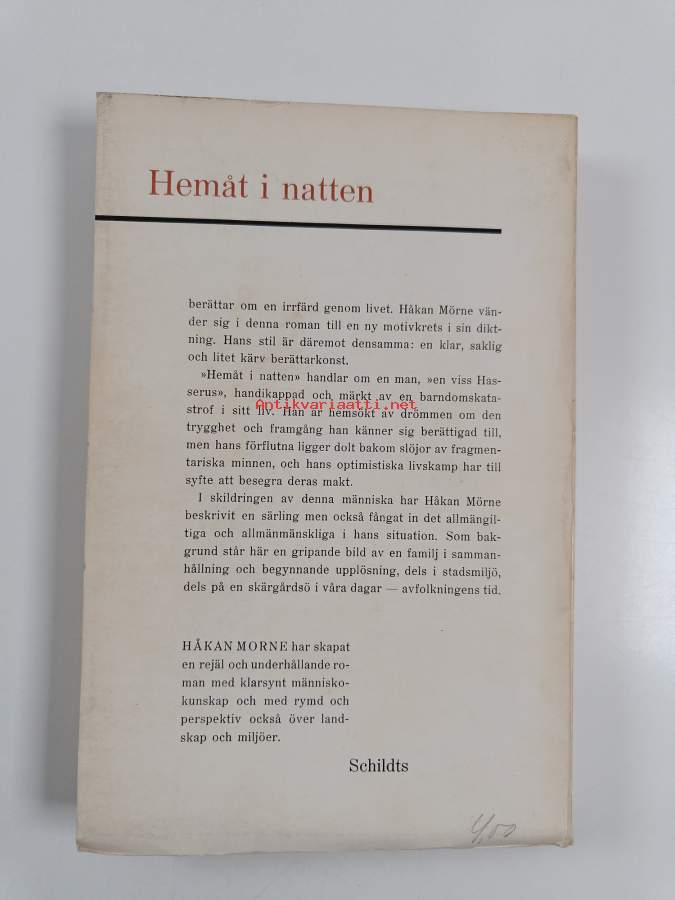 Hemåt i natten
berättar om en irrfärd genom livet. Håkan Mörne vän-
der sig i denna roman till en ny motivkrets i sin dikt-
ning. Hans stil är däremot densamma: en klar, saklig
och litet kärv berättarkonst.
»Hemåt i natten» handlar om en man, »en viss Has-
serus», handikappad och märkt av en barndomskata-
strof i sitt liv. Han är hemsökt av drömmen om den
Antikvariaatti.net
trygghet och framgång han känner sig berättigad till,
men hans förflutna ligger dolt bakom slöjor av fragmen-
tariska minnen, och hans optimistiska livskamp har till
syfte att besegra deras makt.
I skildringen av denna människa har Håkan Mörne
beskrivit en särling men också fångat in det allmängil-
tiga och allmänmänskliga i hans situation. Som bak-
grund står här en gripande bild av en familj i samman-
hållning och begynnande upplösning, dels i stadsmiljö,
dels på en skärgårdsö i våra dagar — avfolkningens tid.
HÅKAN MORNE har skapat
en rejäl och underhållande ro-
man med klarsynt människo-
kunskap och med rymd och
perspektiv också över land-
skap och miljöer.
Schildts
4,00